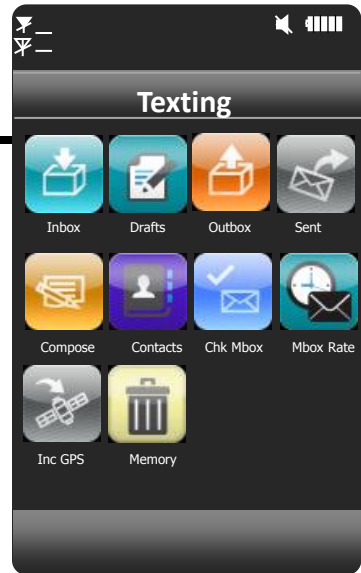 Texting
Inbox Drafts Outbox Sent
Compose Contacts Chk Mbox Mbox Rate
Inc GPS Memory